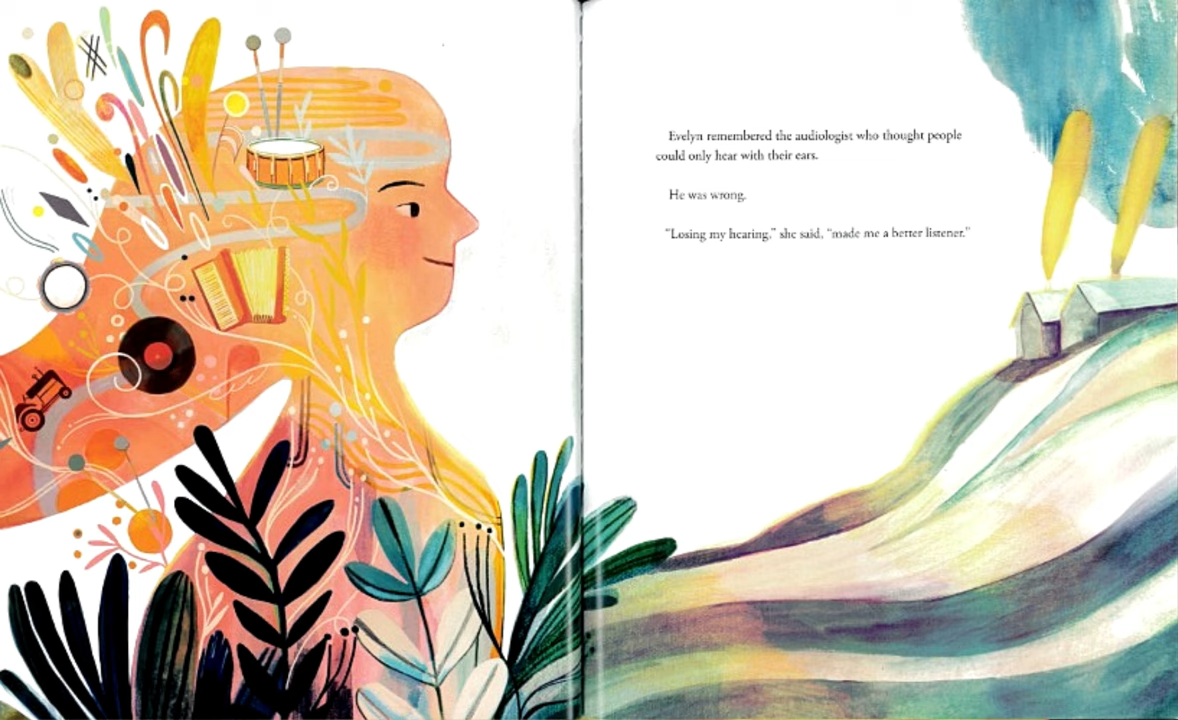 Evelyn remembered the audiologist who thought people
could only hear with their ears.
He was wrong.
"Losing my hearing," she said, "made me a better listener."